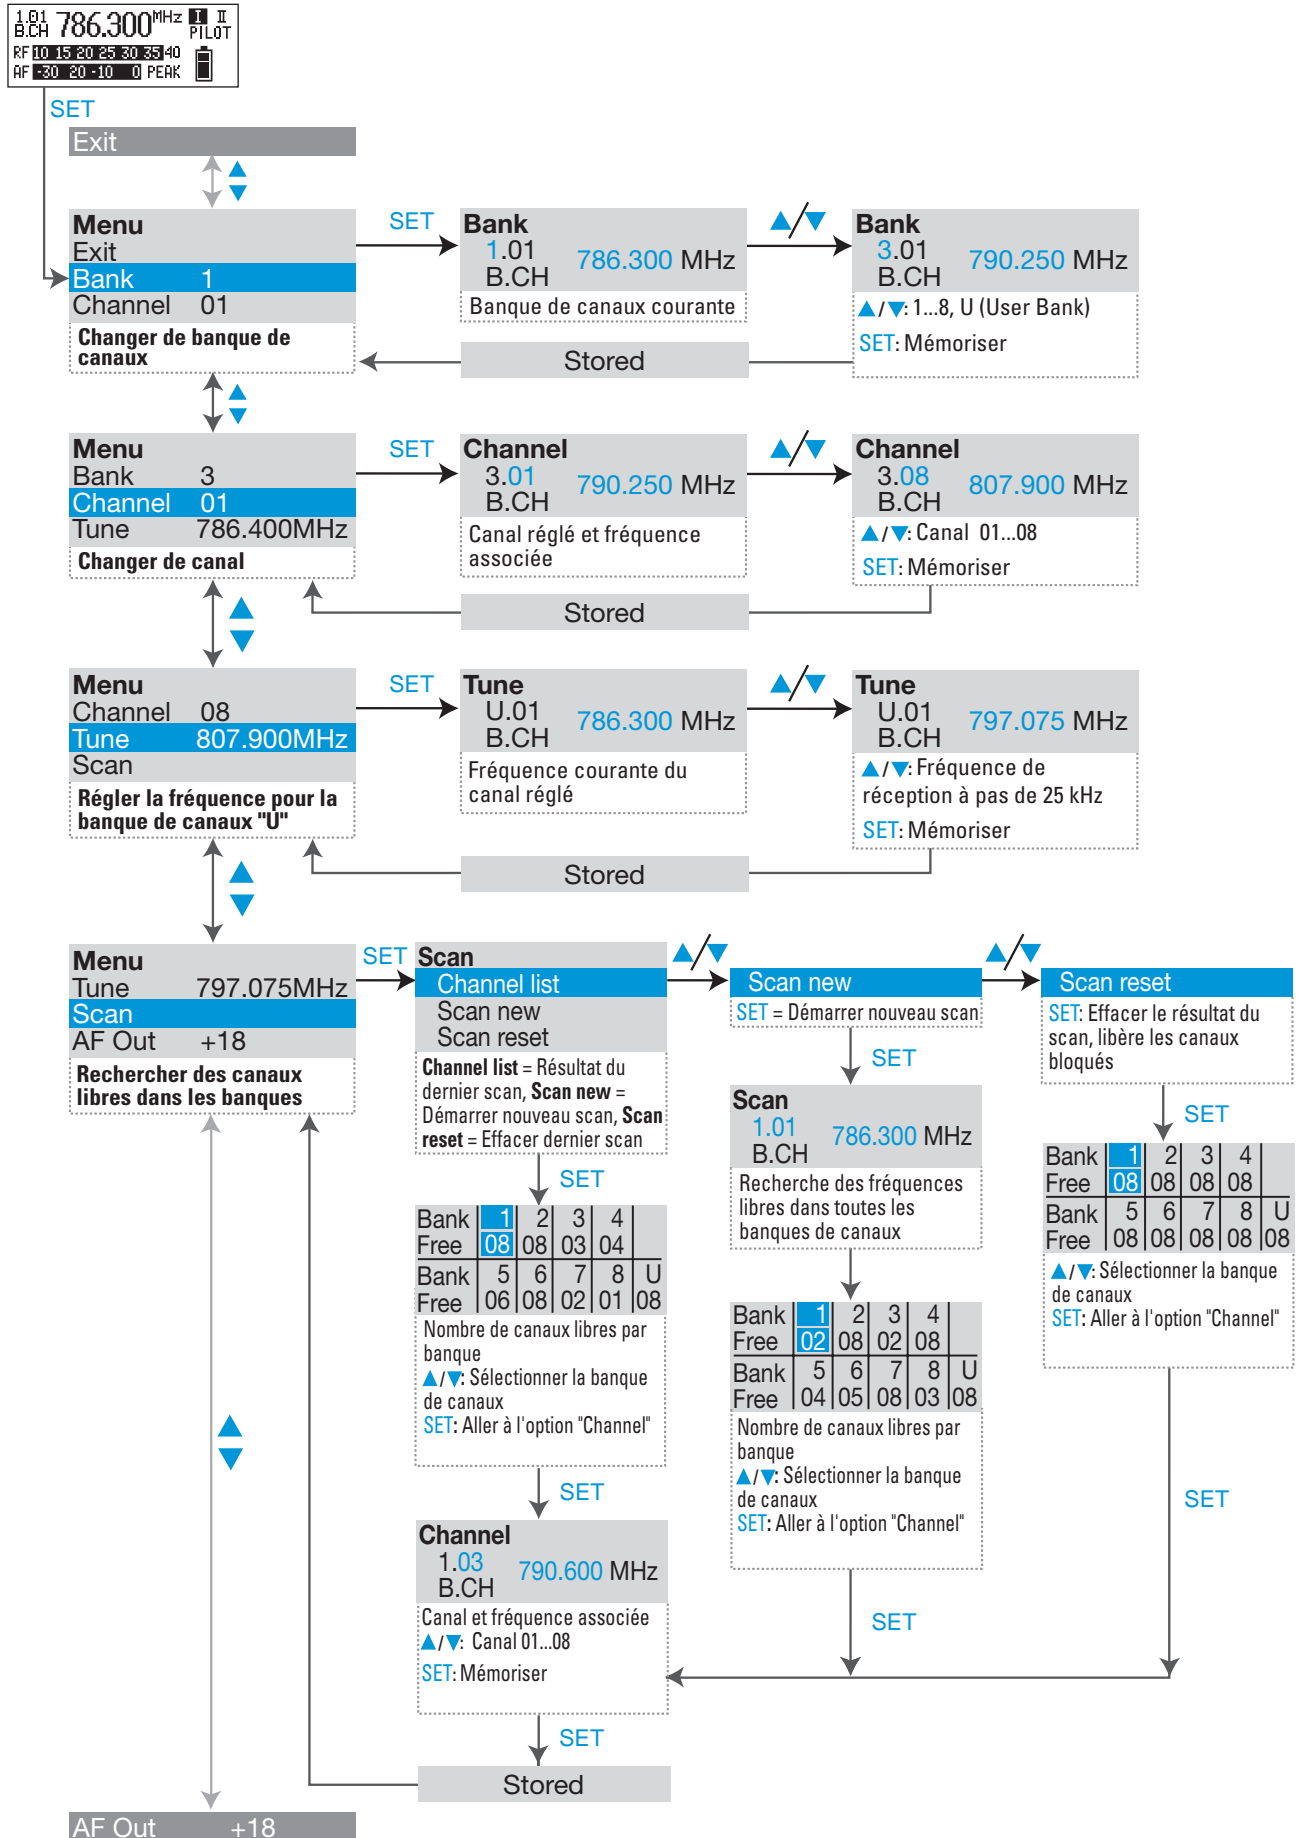 1.01 786.300 MHz I II
B.CH PILOT
RF 10 15 20 25 30 35 40
AF -30 20 -10 0 PEAK
SET
Exit
Menu
Exit
Bank 1
Channel 01
Changer de banque de
canaux
SET
Bank
1.01 786.300 MHz
B.CH
Banque de canaux courante
Bank
3.01 790.250 MHz
B.CH
▲/▼: 1...8, U (User Bank)
SET: Mémoriser
Stored
Menu
Bank 3
Channel 01
Tune 786.400MHz
Changer de canal
SET
Channel
3.01 790.250 MHz
B.CH
Canal réglé et fréquence
associée
Channel
3.08 807.900 MHz
B.CH
▲/▼: Canal 01...08
SET: Mémoriser
Stored
Menu
Channel 08
Tune 807.900MHz
Scan
Régler la fréquence pour la
banque de canaux "U"
SET
Tune
U.01 786.300 MHz
B.CH
Fréquence courante du
canal réglé
Tune
U.01 797.075 MHz
B.CH
▲/▼: Fréquence de
réception à pas de 25 kHz
SET: Mémoriser
Stored
Menu
Tune 797.075MHz
Scan
AF Out +18
Rechercher des canaux
libres dans les banques
SET
Scan
Channel list
Scan new
Scan reset
Channel list = Résultat du
dernier scan, Scan new =
Démarrer nouveau scan, Scan
reset = Effacer dernier scan
SET
Bank 1 2 3 4
Free 08 08 03 04
Bank 5 6 7 8 U
Free 06 08 02 01 08
Nombre de canaux libres par
banque
▲/▼: Sélectionner la banque
de canaux
SET: Aller à l'option "Channel"
SET
Channel
1.03 790.600 MHz
B.CH
Canal et fréquence associée
▲/▼: Canal 01...08
SET: Mémoriser
SET
Stored
Scan new
SET = Démarrer nouveau scan
SET
Scan
1.01 786.300 MHz
B.CH
Recherche des fréquences
libres dans toutes les
banques de canaux
Bank 1 2 3 4
Free 02 08 02 08
Bank 5 6 7 8 U
Free 04 05 08 03 08
Nombre de canaux libres par
banque
▲/▼: Sélectionner la banque
de canaux
SET: Aller à l'option "Channel"
SET
Scan reset
SET: Effacer le résultat du
scan, libère les canaux
bloqués
SET
Bank 1 2 3 4
Free 08 08 08 08
Bank 5 6 7 8 U
Free 08 08 08 08 08
▲/▼: Sélectionner la banque
de canaux
SET: Aller à l'option "Channel"
SET
AF Out +18